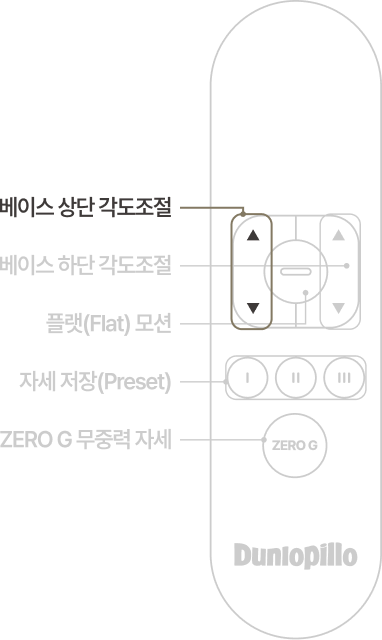 베이스 상단 각도조절
베이스 하단 각도조절
플랫(Flat) 모션
자세 저장(Preset)
I II III
ZERO G 무중력 자세
ZERO G
Dunlopillo